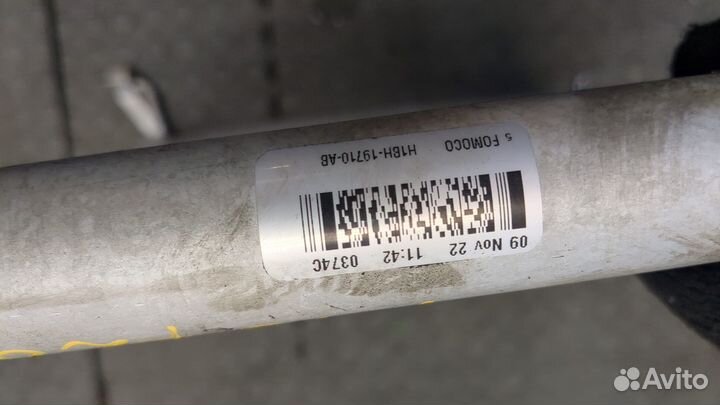 09 Nov 22 11:42 0374C
H1BH-19710-AB
5 FOMOCO
Avito